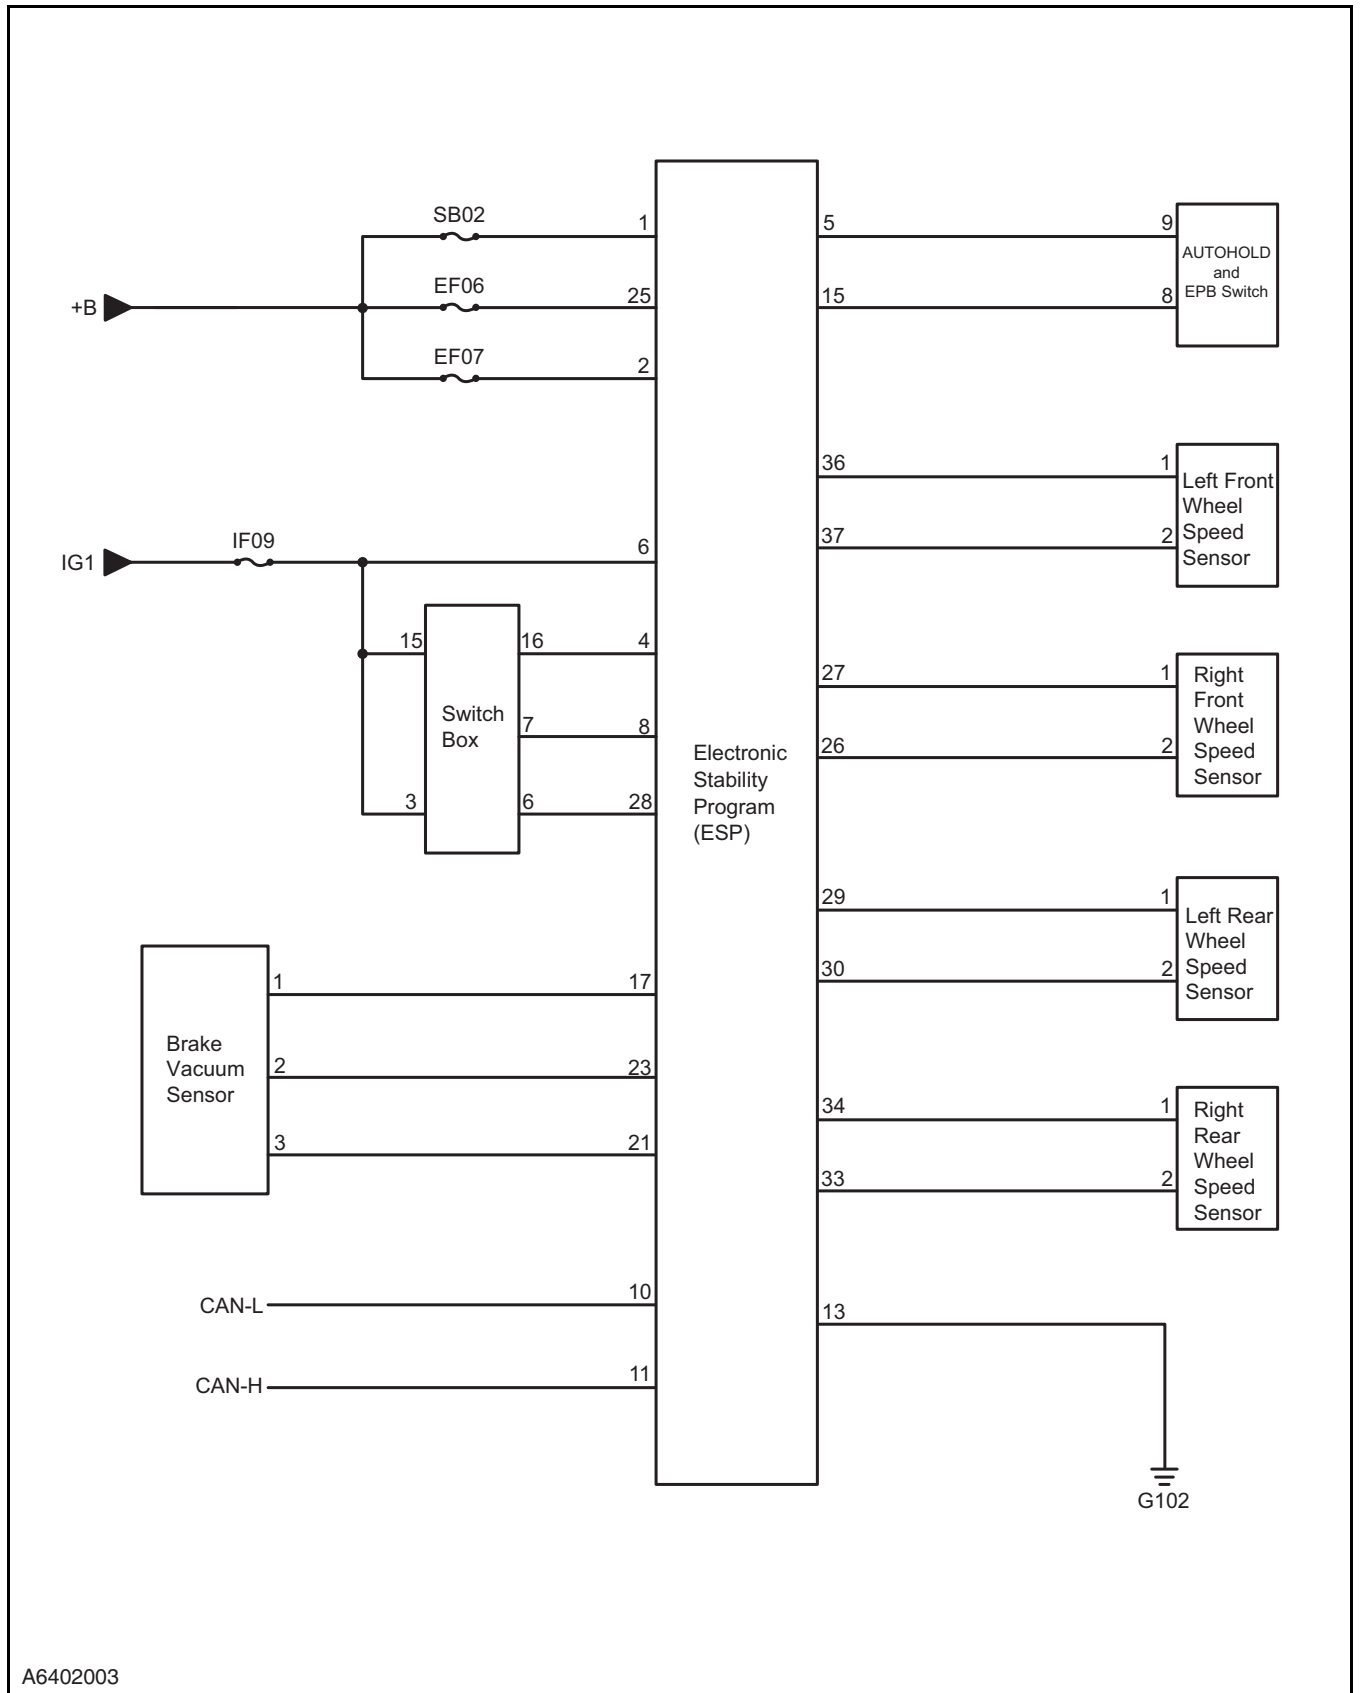 SB02
1
5
9
AUTOHOLD
and
EPB Switch
EF06
+B
25
15
8
EF07
2
36
1
Left Front
Wheel
Speed
Sensor
37
2
IF09
IG1
6
15
16
4
Switch
Box
7
8
3
6
28
27
1
Right
Front
Wheel
Speed
Sensor
26
2
Electronic
Stability
Program
(ESP)
29
1
Left Rear
Wheel
Speed
Sensor
30
2
Brake
Vacuum
Sensor
1
17
2
23
3
21
34
1
Right
Rear
Wheel
Speed
Sensor
33
2
CAN-L
10
13
CAN-H
11
G102
A6402003